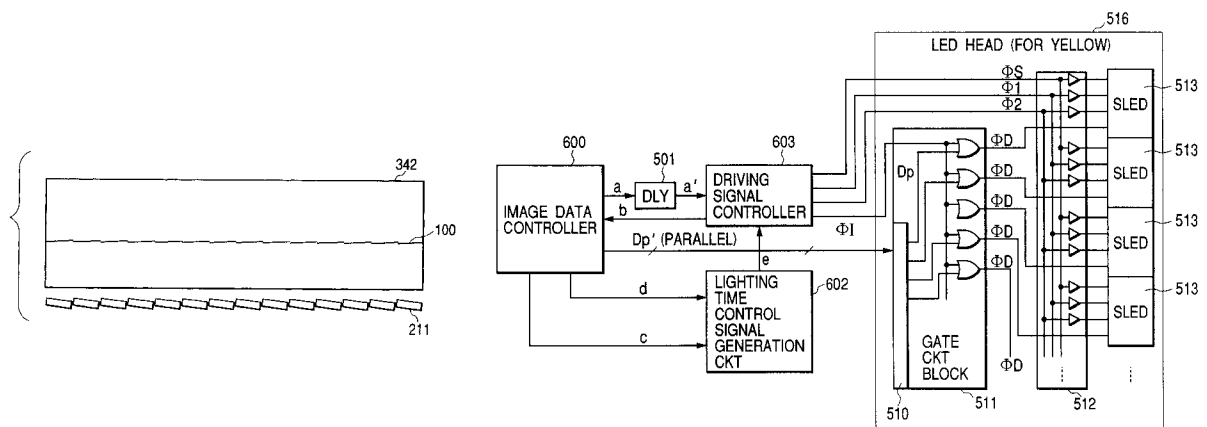 342
100
211
516
LED HEAD (FOR YELLOW)
ΦS
Φ1
Φ2
513
SLED
513
SLED
513
SLED
513
SLED
600
IMAGE DATA
CONTROLLER
a
501
DLY
a'
603
DRIVING
SIGNAL
CONTROLLER
b
Dp' (PARALLEL)
ΦI
e
d
c
LIGHTING
TIME
CONTROL
SIGNAL
GENERATION
CKT
602
Dp
ΦD
ΦD
ΦD
ΦD
ΦD
ΦD
GATE
CKT
BLOCK
510
511
512